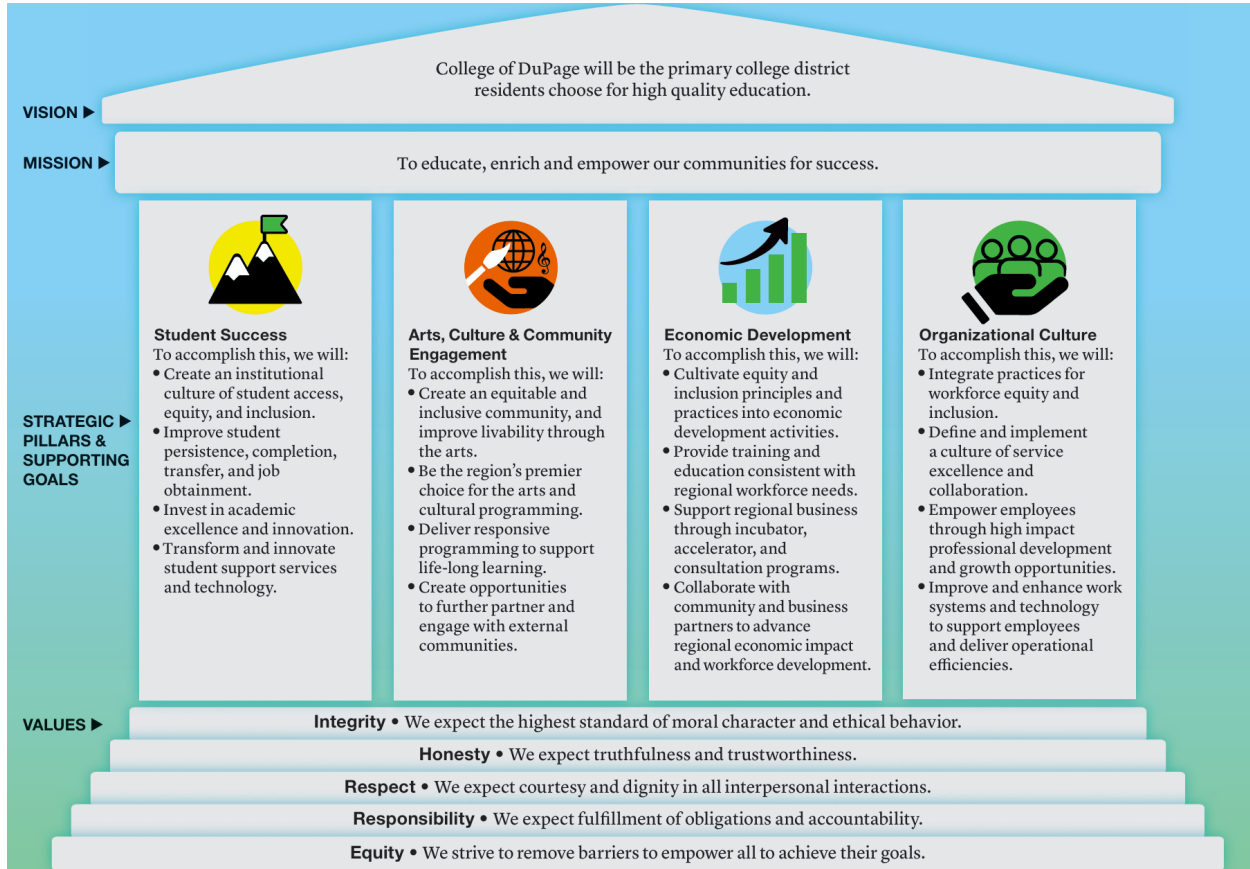 College of DuPage will be the primary college district
residents choose for high quality education.
VISION ▶
MISSION ▶
To educate, enrich and empower our communities for success.
STRATEGIC ▶
PILLARS &
SUPPORTING
GOALS
Student Success
To accomplish this, we will:
• Create an institutional
culture of student access,
equity, and inclusion.
• Improve student
persistence, completion,
transfer, and job
obtainment.
• Invest in academic
excellence and innovation.
• Transform and innovate
student support services
and technology.
Arts, Culture & Community
Engagement
To accomplish this, we will:
• Create an equitable and
inclusive community, and
improve livability through
the arts.
• Be the region’s premier
choice for the arts and
cultural programming.
• Deliver responsive
programming to support
life-long learning.
• Create opportunities
to further partner and
engage with external
communities.
Economic Development
To accomplish this, we will:
• Cultivate equity and
inclusion principles and
practices into economic
development activities.
• Provide training and
education consistent with
regional workforce needs.
• Support regional business
through incubator,
accelerator, and
consultation programs.
• Collaborate with
community and business
partners to advance
regional economic impact
and workforce development.
Organizational Culture
To accomplish this, we will:
• Integrate practices for
workforce equity and
inclusion.
• Define and implement
a culture of service
excellence and
collaboration.
• Empower employees
through high impact
professional development
and growth opportunities.
• Improve and enhance work
systems and technology
to support employees
and deliver operational
efficiencies.
VALUES ▶
Integrity • We expect the highest standard of moral character and ethical behavior.
Honesty • We expect truthfulness and trustworthiness.
Respect • We expect courtesy and dignity in all interpersonal interactions.
Responsibility • We expect fulfillment of obligations and accountability.
Equity • We strive to remove barriers to empower all to achieve their goals.